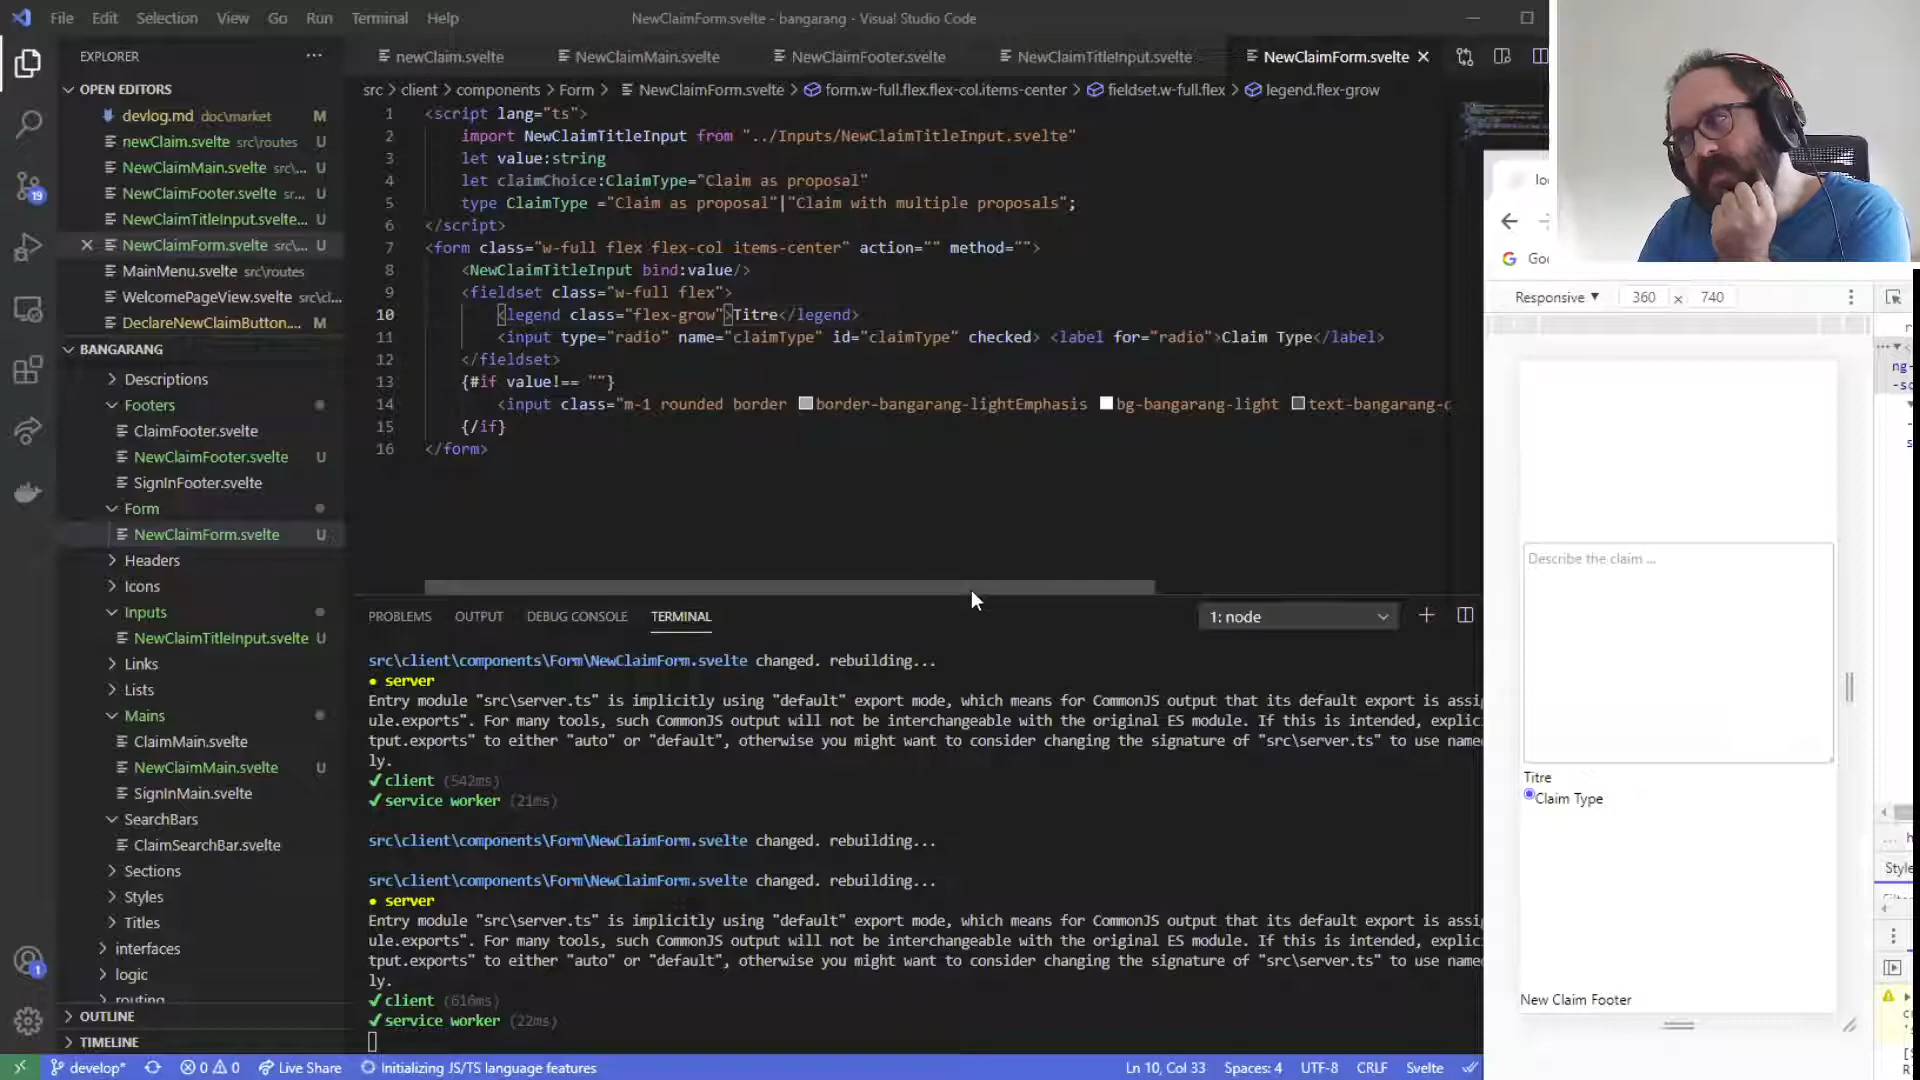 File Edit Selection View Go Run Terminal Help
NewClaimForm.svelte - bangarang - Visual Studio Code
EXPLORER
OPEN EDITORS
devlog.md doc\market M
newClaim.svelte src\routes U
NewClaimMain.svelte src\... U
NewClaimFooter.svelte sr... U
NewClaimTitleInput.svelte... U
NewClaimForm.svelte src\... U
MainMenu.svelte src\routes
WelcomePageView.svelte src\cl...
DeclareNewClaimButton.... M
BANGARANG
Descriptions
Footers
ClaimFooter.svelte
NewClaimFooter.svelte U
SignInFooter.svelte
Form
NewClaimForm.svelte U
Headers
Icons
Inputs
NewClaimTitleInput.svelte U
Links
Lists
Mains
ClaimMain.svelte
NewClaimMain.svelte U
SignInMain.svelte
SearchBars
ClaimSearchBar.svelte
Sections
Styles
Titles
interfaces
logic
routing
OUTLINE
TIMELINE
19
1
newClaim.svelte NewClaimMain.svelte NewClaimFooter.svelte NewClaimTitleInput.svelte NewClaimForm.svelte
src > client > components > Form > NewClaimForm.svelte > form.w-full.flex.flex-col.items-center > fieldset.w-full.flex > legend.flex-grow
1 <script lang="ts">
2 import NewClaimTitleInput from "../Inputs/NewClaimTitleInput.svelte"
3 let value:string
4 let claimChoice:ClaimType="Claim as proposal"
5 type ClaimType ="Claim as proposal"|"Claim with multiple proposals";
6 </script>
7 <form class="w-full flex flex-col items-center" action="" method="">
8 <NewClaimTitleInput bind:value/>
9 <fieldset class="w-full flex">
10 <legend class="flex-grow">Titre</legend>
11 <input type="radio" name="claimType" id="claimType" checked> <label for="radio">Claim Type</label>
12 </fieldset>
13 {#if value!== ""}
14 <input class="m-1 rounded border border-bangarang-lightEmphasis bg-bangarang-light text-bangarang-
15 {/if}
16 </form>
PROBLEMS OUTPUT DEBUG CONSOLE TERMINAL
1: node
src\client\components\Form\NewClaimForm.svelte changed. rebuilding...
• server
Entry module "src\server.ts" is implicitly using "default" export mode, which means for CommonJS output that its default export is assi
ule.exports". For many tools, such CommonJS output will not be interchangeable with the original ES module. If this is intended, explic
tput.exports" to either "auto" or "default", otherwise you might want to consider changing the signature of "src\server.ts" to use name
ly.
✔client (542ms)
✔service worker (21ms)
src\client\components\Form\NewClaimForm.svelte changed. rebuilding...
src\client\components\Form\NewClaimForm.svelte changed. rebuilding...
• server
Entry module "src\server.ts" is implicitly using "default" export mode, which means for CommonJS output that its default export is assi
ule.exports". For many tools, such CommonJS output will not be interchangeable with the original ES module. If this is intended, explic
tput.exports" to either "auto" or "default", otherwise you might want to consider changing the signature of "src\server.ts" to use name
ly.
✔client (616ms)
✔service worker (22ms)
develop* 0 0 Live Share Initializing JS/TS language features
Ln 10, Col 33 Spaces: 4 UTF-8 CRLF Svelte
Goo
Responsive 360 x 740
Describe the claim ...
Titre
Claim Type
New Claim Footer
Style